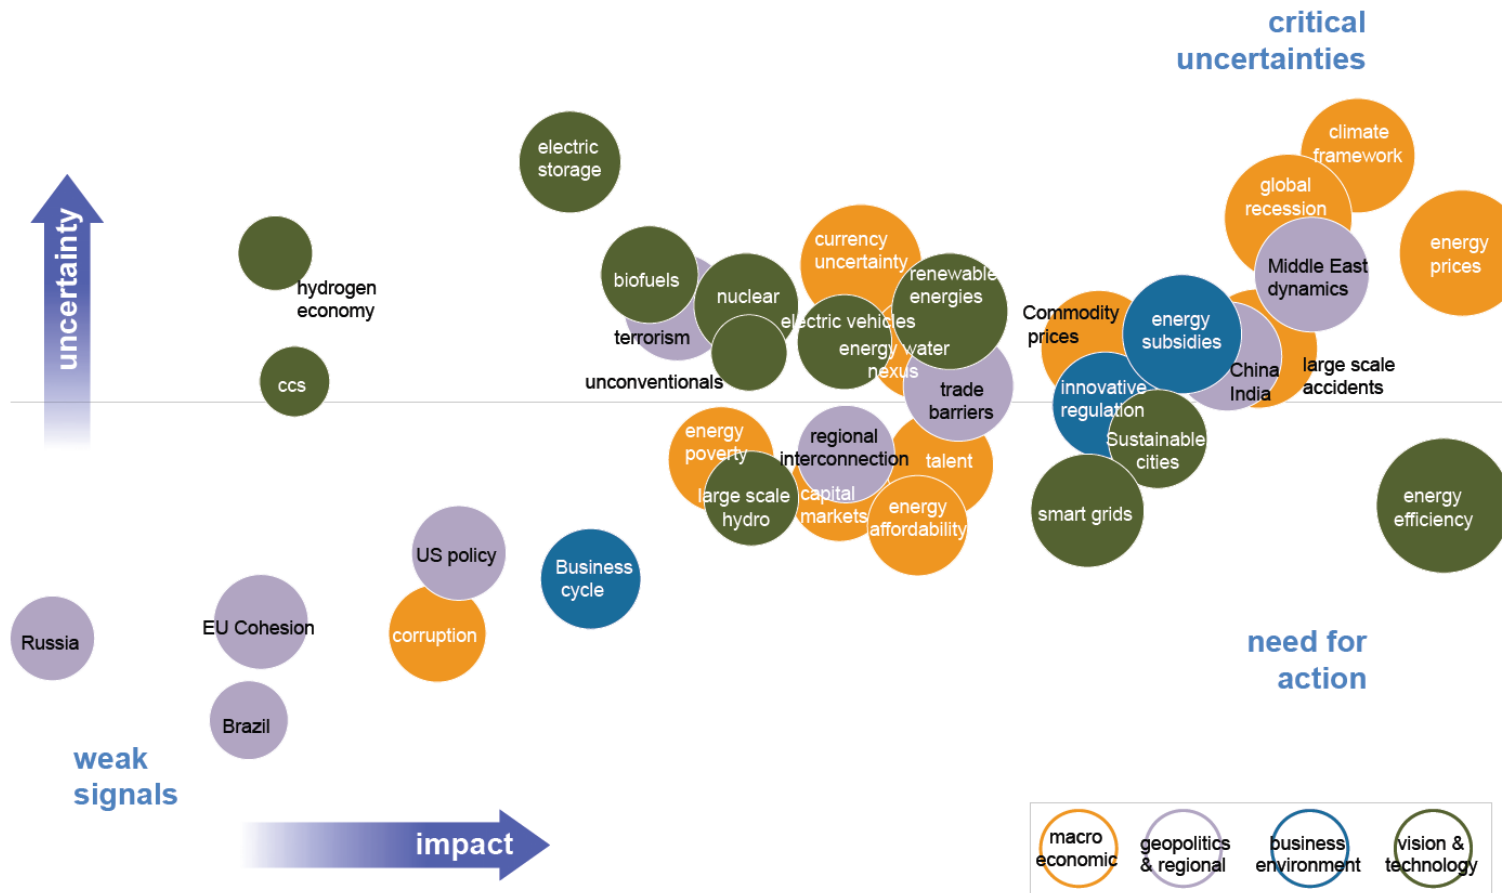 critical
uncertainties
climate
framework
electric
storage
global
recession
uncertainty
currency
uncertainty
energy
prices
biofuels
renewable
energies
Middle East
dynamics
hydrogen
economy
nuclear
Commodity
prices
energy
subsidies
terrorism
electric vehicles
energy water
nexus
unconventionals
ccs
trade
barriers
innovative
regulation
China
India
large scale
accidents
energy
poverty
regional
interconnection
talent
Sustainable
cities
large scale
hydro
capital
markets
energy
affordability
smart grids
energy
efficiency
US policy
Business
cycle
Russia
EU Cohesion
corruption
need for
action
Brazil
weak
signals
impact
macro
economic
geopolitics
& regional
business
environment
vision &
technology